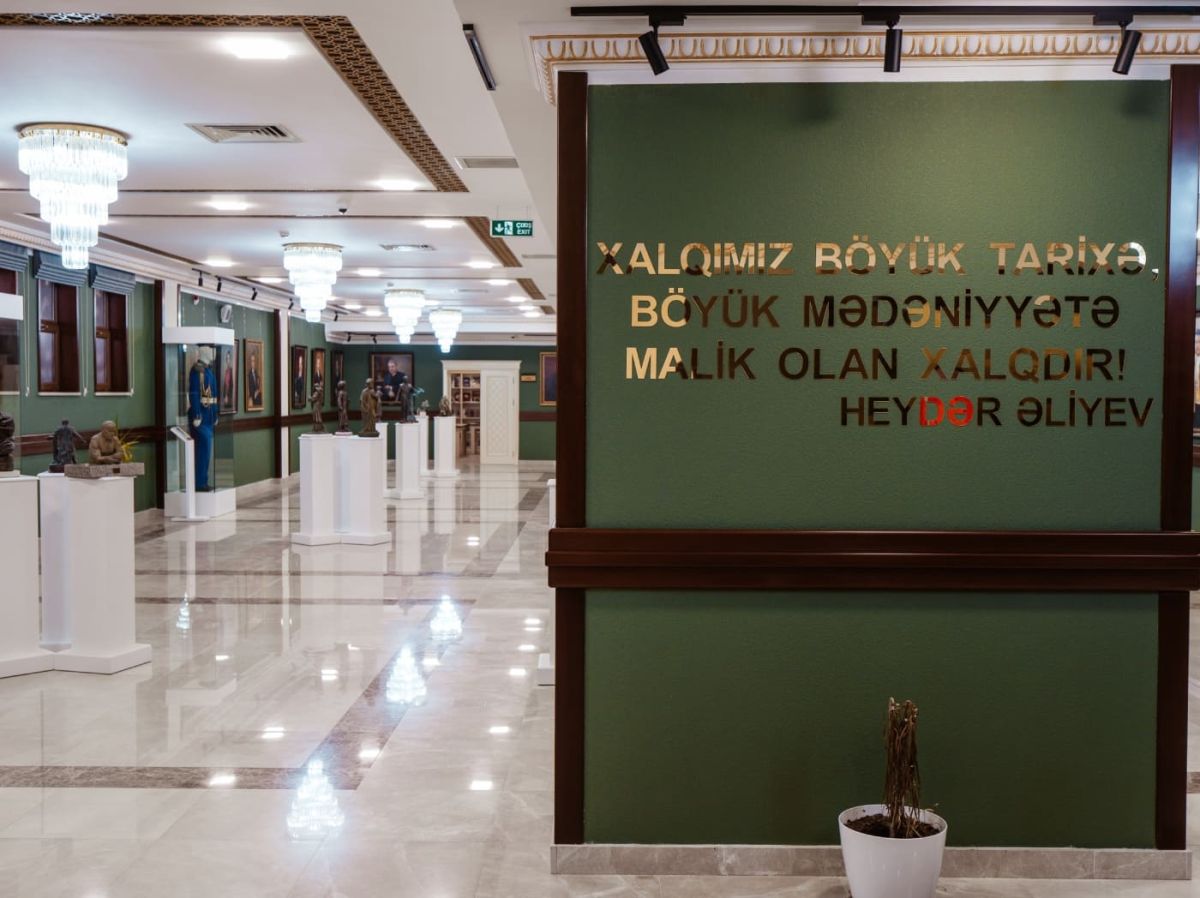 ÇIXIŞ
EXIT
XALQIMIZ BÖYÜK TARİXƏ,
BÖYÜK MƏDƏNİYYƏTƏ
MALİK OLAN XALQDIR!
HEYDƏR ƏLİYEV